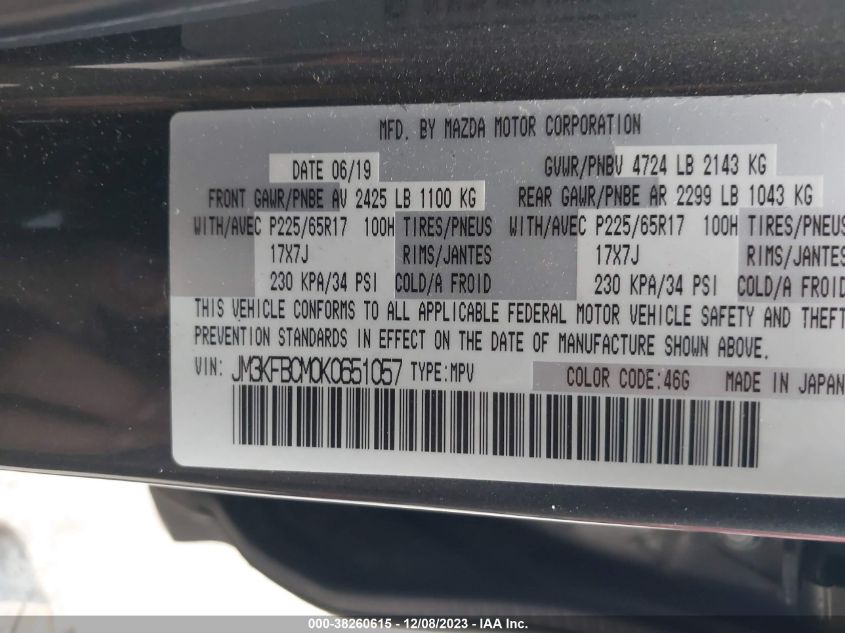 MFD. BY MAZDA MOTOR CORPORATION
DATE 06/19 GVWR/PNBV 4724 LB 2143 KG
FRONT GAWR/PNBE AV 2425 LB 1100 KG REAR GAWR/PNBE AR 2299 LB 1043 KG
WITH/AVEC P225/65R17 100H TIRES/PNEUS WITH/AVEC P225/65R17 100H TIRES/PNEUS
17X7J RIMS/JANTES 17X7J RIMS/JANTES
230 KPA/34 PSI COLD/A FROID 230 KPA/34 PSI COLD/A FROID
THIS VEHICLE CONFORMS TO ALL APPLICABLE FEDERAL MOTOR VEHICLE SAFETY AND THEFT
PREVENTION STANDARDS IN EFFECT ON THE DATE OF MANUFACTURE SHOWN ABOVE.
VIN: JM3KFBCM0K0651057 TYPE:MPV COLOR CODE:46G MADE IN JAPAN
000-38260615 - 12/08/2023 - COPYRIGHT IAA, Inc.